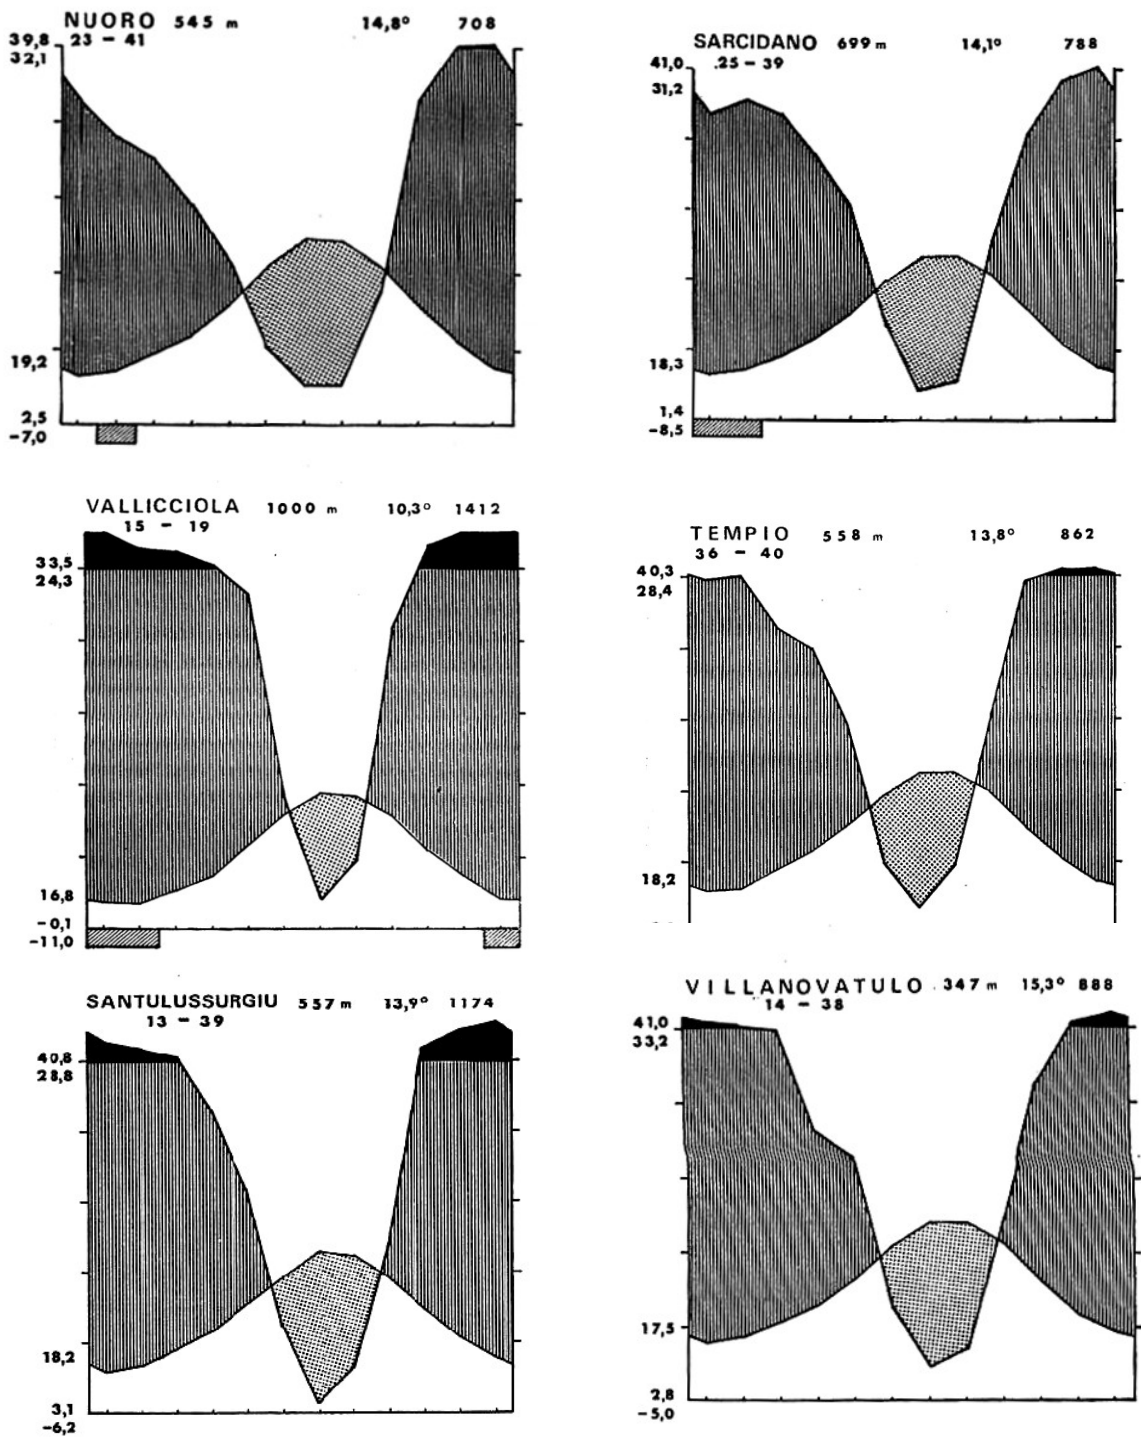 NUORO 545 m 14,8° 708
23 - 41
39,8
32,1
19,2
2,5
-7,0
SARCIDANO 699 m 14,1° 788
25 - 39
41,0
31,2
18,3
1,4
-8,5
VALLICCIOLA 1000 m 10,3° 1412
15 - 19
33,5
24,3
16,8
-0,1
-11,0
TEMPIO 558 m 13,8° 862
36 - 40
40,3
28,4
18,2
SANTULUSSURGIU 557 m 13,9° 1174
13 - 39
40,8
28,8
18,2
3,1
-6,2
VILLANOVATULO 347 m 15,3° 888
14 - 38
41,0
33,2
17,5
2,8
-5,0